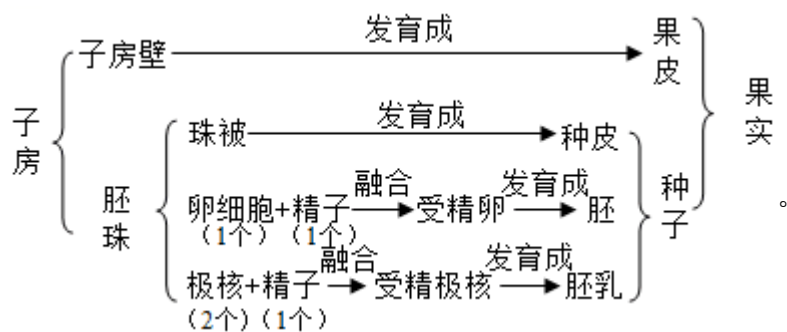 子房
子房壁 发育成 果皮
果实
胚珠
珠被 发育成 种皮
种子
卵细胞+精子 融合 受精卵 发育成 胚
(1个) (1个)
极核+精子 融合 受精极核 发育成 胚乳
(2个) (1个)
。